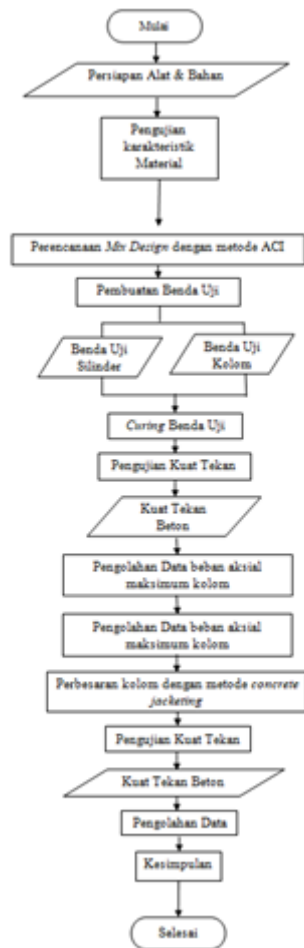 Mulai
Persiapan Alat & Bahan
Pengujian
karakteristik
Material
Perencanaan Mix Design dengan metode ACI
Pembuatan Benda Uji
Benda Uji
Silinder
Benda Uji
Kolom
Curing Benda Uji
Pengujian Kuat Tekan
Kuat Tekan
Beton
Pengolahan Data beban aksial
maksimum kolom
Pengolahan Data beban aksial
maksimum kolom
Perbesaran kolom dengan metode concrete
jacketing
Pengujian Kuat Tekan
Kuat Tekan Beton
Pengolahan Data
Kesimpulan
Selesai